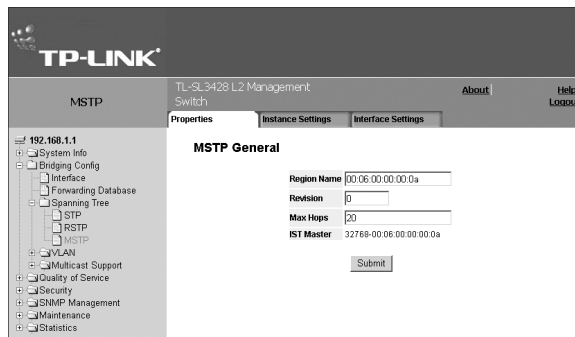 TP-LINK
MSTP
TL-SL3428 L2 Management
Switch
About
Help
Logou
Properties
Instance Settings
Interface Settings
192.168.1.1
System Info
Bridging Config
Interface
Forwarding Database
Spanning Tree
STP
RSTP
MSTP
VLAN
Multicast Support
Quality of Service
Security
SNMP Management
Maintenance
Statistics
MSTP General
Region Name 00:06:00:00:00:0a
Revision 0
Max Hops 20
IST Master 32768-00:06:00:00:00:0a
Submit